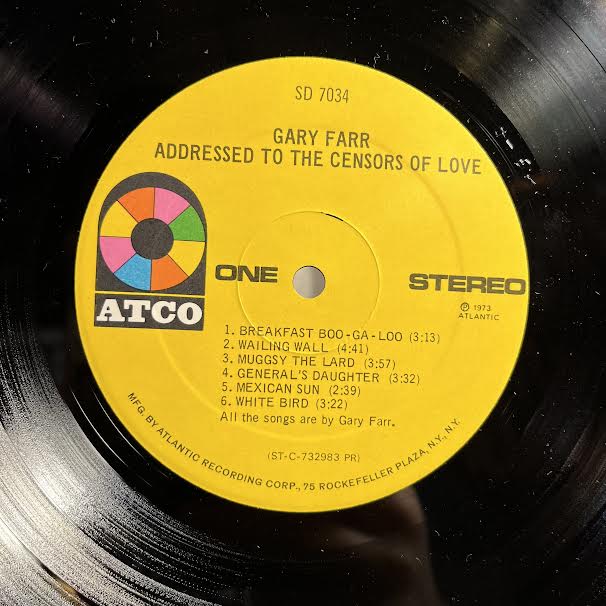 SD 7034
GARY FARR
ADDRESSED TO THE CENSORS OF LOVE
ATCO
ONE
STEREO
Ⓟ 1973
ATLANTIC
1. BREAKFAST BOO-GA-LOO (3:13)
2. WAILING WALL (4:41)
3. MUGGSY THE LARD (3:57)
4. GENERAL'S DAUGHTER (3:32)
5. MEXICAN SUN (2:39)
6. WHITE BIRD (3:22)
All the songs are by Gary Farr.
(ST-C-732983 PR)
MFG. BY ATLANTIC RECORDING CORP., 75 ROCKEFELLER PLAZA, N.Y., N.Y.